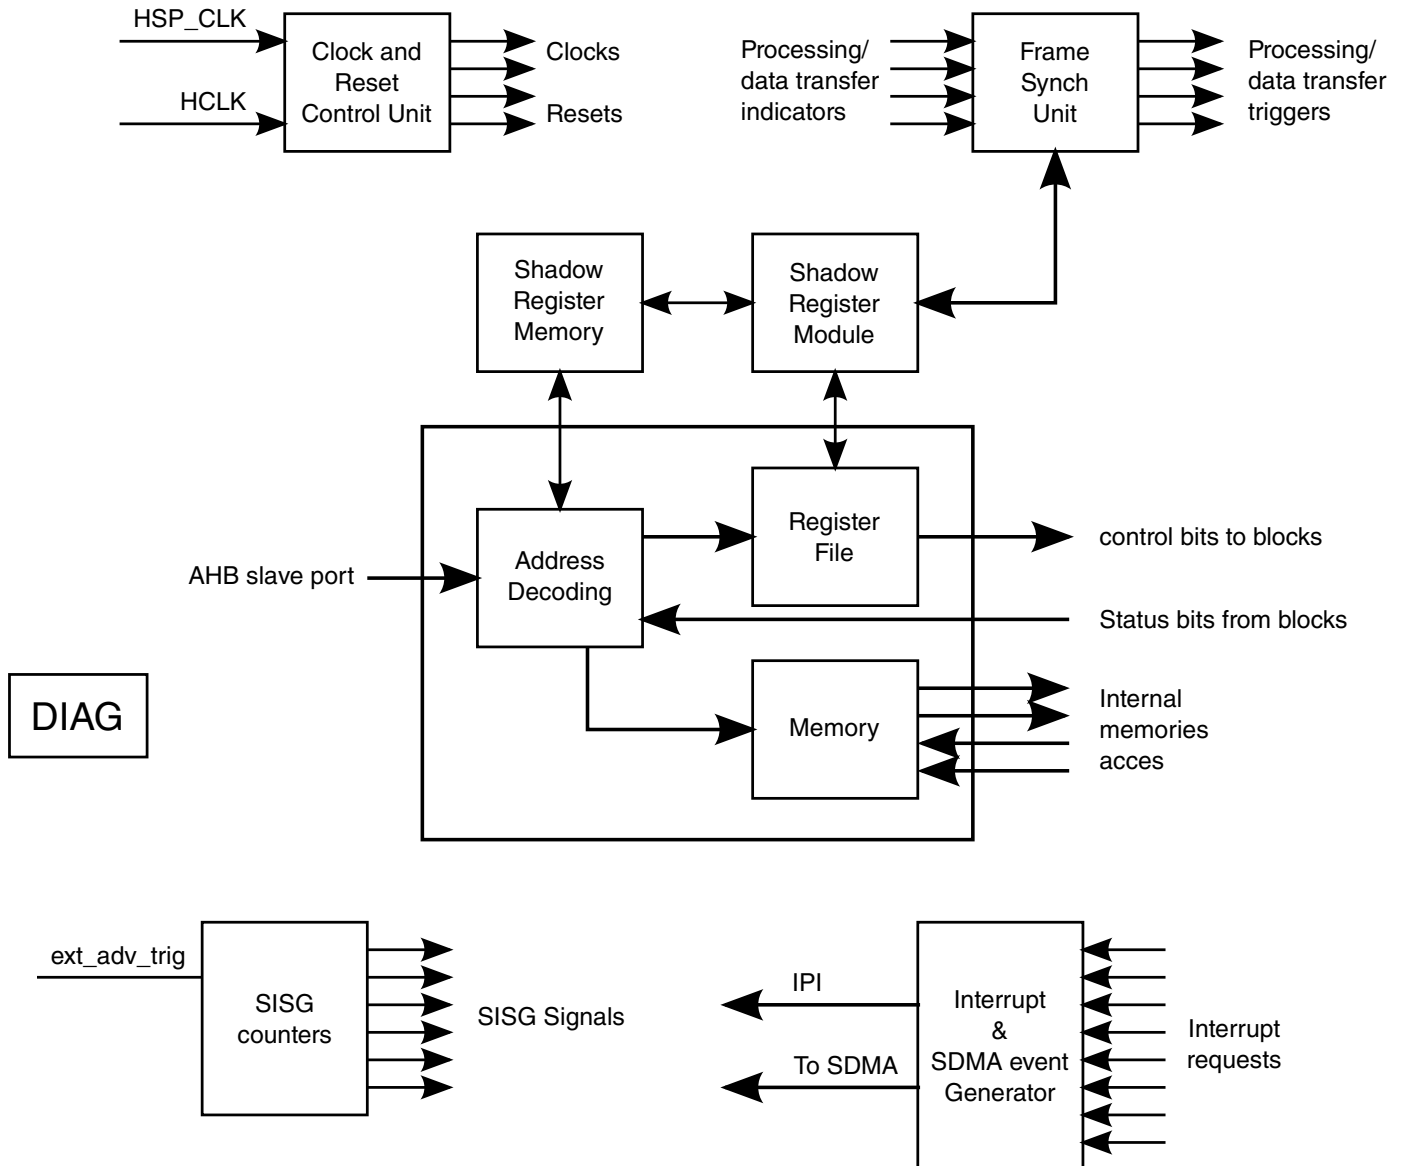 HSP_CLK
HCLK
Clock and
Reset
Control Unit
Clocks
Resets
Processing/
data transfer
indicators
Frame
Synch
Unit
Processing/
data transfer
triggers
Shadow
Register
Memory
Shadow
Register
Module
AHB slave port
Address
Decoding
Register
File
control bits to blocks
Status bits from blocks
DIAG
Memory
Internal
memories
acces
ext_adv_trig
SISG
counters
SISG Signals
IPI
To SDMA
Interrupt
&
SDMA event
Generator
Interrupt
requests